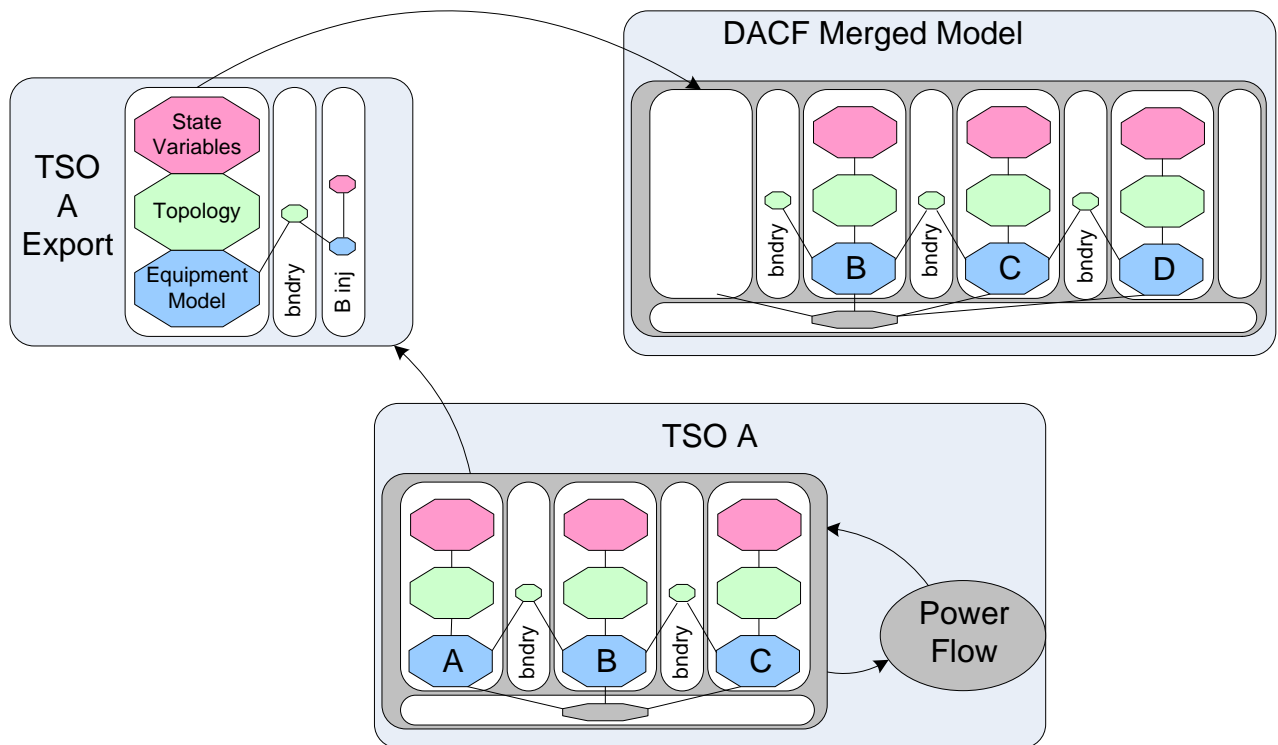 DACF Merged Model
TSO
A
Export
State
Variables
Topology
Equipment
Model
bndry
B inj
bndry
B
bndry
C
bndry
D
TSO A
A
bndry
B
bndry
C
Power
Flow